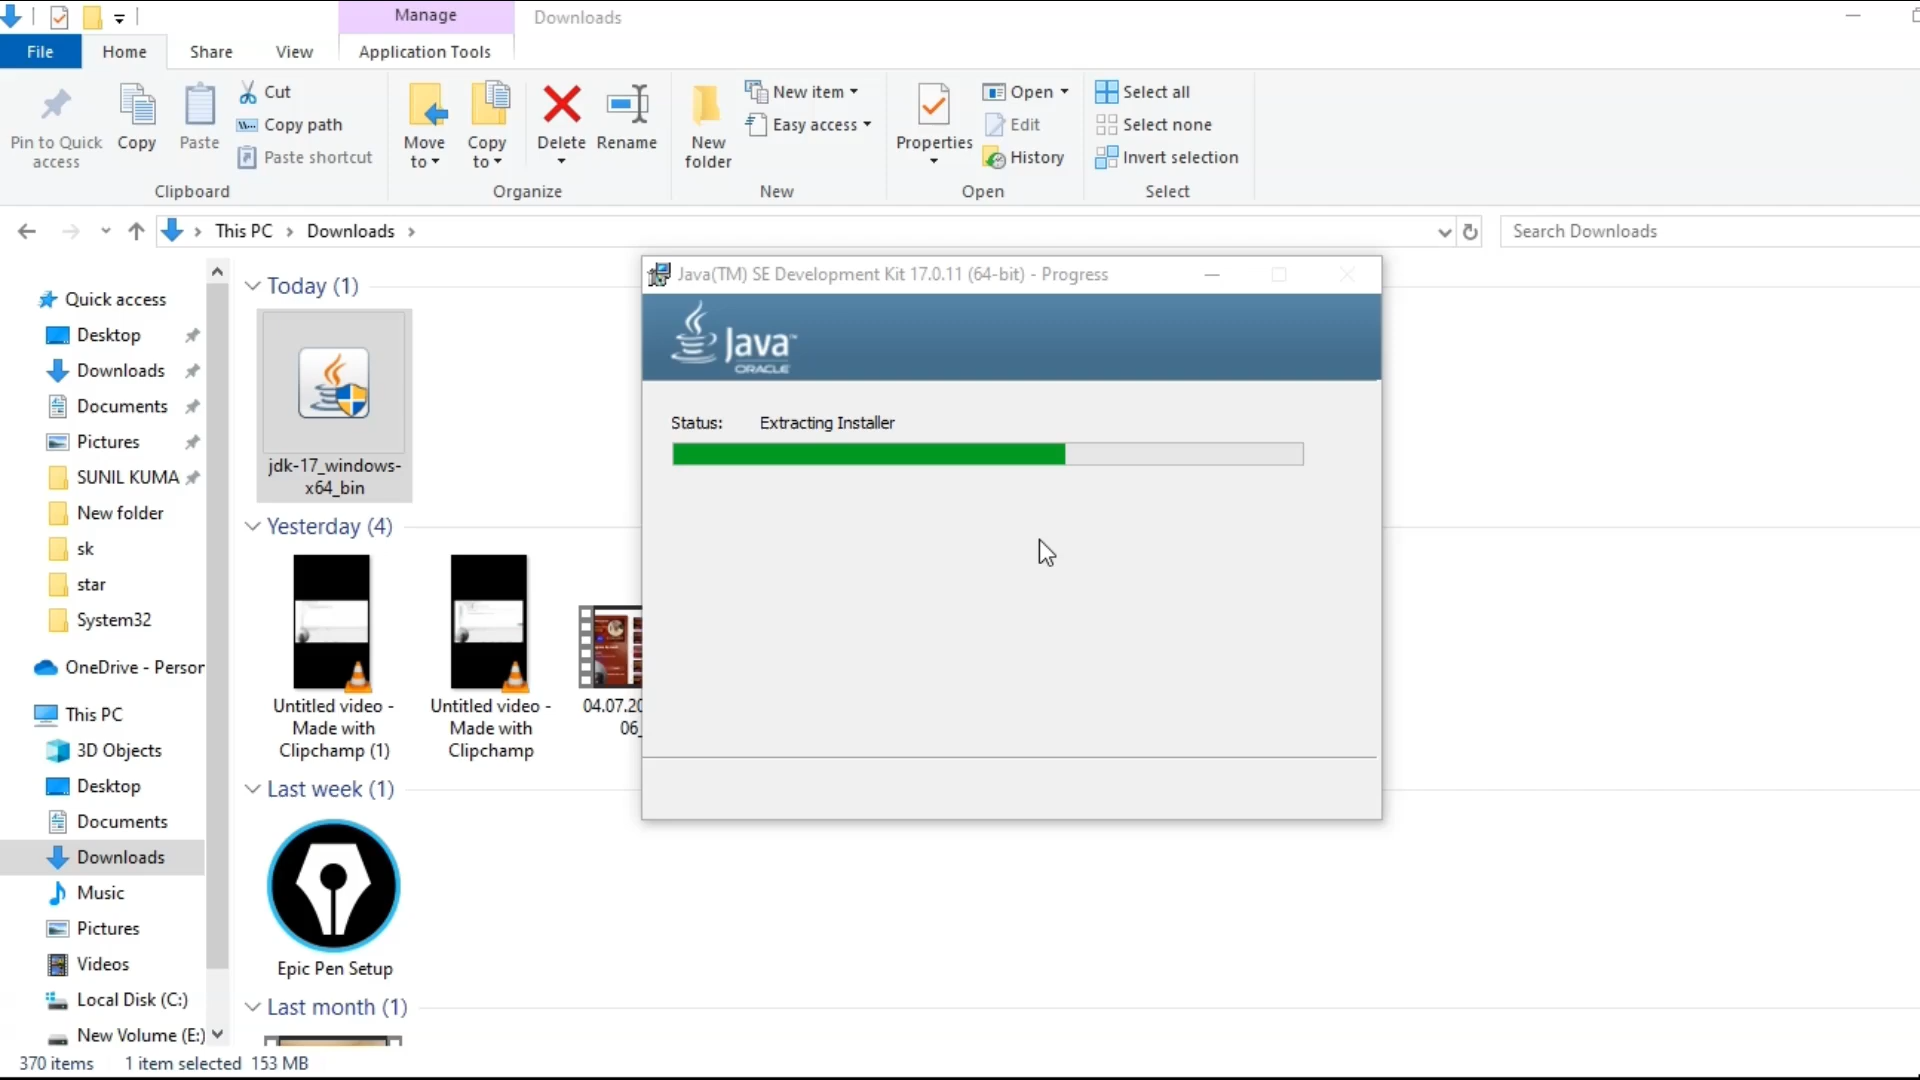 Manage
Downloads
File
Home
Share
View
Application Tools
Pin to Quick
access
Copy
Paste
Cut
Copy path
Paste shortcut
Clipboard
Move
to
Copy
to
Delete
Rename
Organize
New
folder
New item
Easy access
New
Properties
Open
Edit
History
Open
Select all
Select none
Invert selection
Select
This PC
Downloads
Search Downloads
Quick access
Desktop
Downloads
Documents
Pictures
SUNIL KUMA
New folder
sk
star
System32
OneDrive - Person
This PC
3D Objects
Desktop
Documents
Downloads
Music
Pictures
Videos
Local Disk (C:)
New Volume (E:)
Today (1)
jdk-17_windows-
x64_bin
Yesterday (4)
Untitled video -
Made with
Clipchamp (1)
Untitled video -
Made with
Clipchamp
04.07.20
06_
Last week (1)
Epic Pen Setup
Last month (1)
Java(TM) SE Development Kit 17.0.11 (64-bit) - Progress
Java™
ORACLE
Status: Extracting Installer
370 items 1 item selected 153 MB